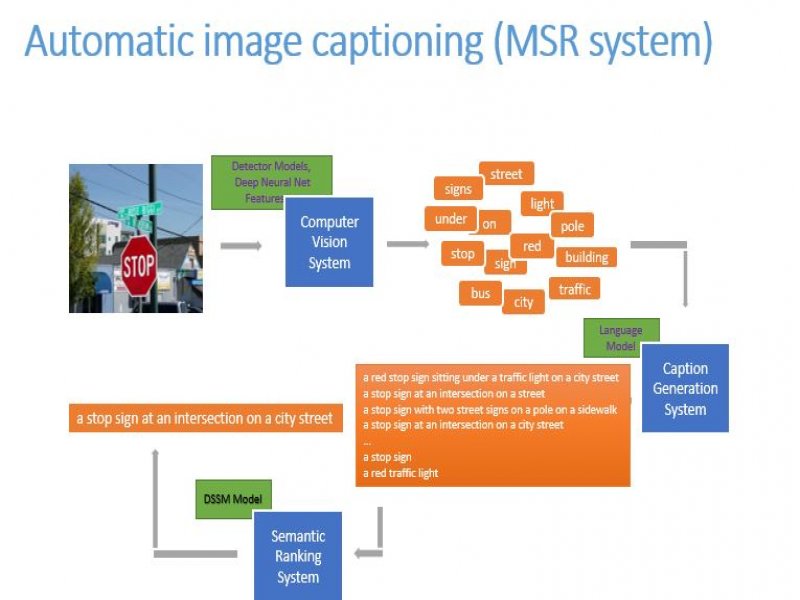 Automatic image captioning (MSR system)
Detector Models,
Deep Neural Net
Features
Computer
Vision
System
STOP
street
signs
light
under
on
pole
red
stop
sign
building
bus
city
traffic
Language
Model
Caption
Generation
System
a red stop sign sitting under a traffic light on a city street
a stop sign at an intersection on a street
a stop sign with two street signs on a pole on a sidewalk
a stop sign at an intersection on a city street
...
a stop sign
a red traffic light
a stop sign at an intersection on a city street
DSSM Model
Semantic
Ranking
System